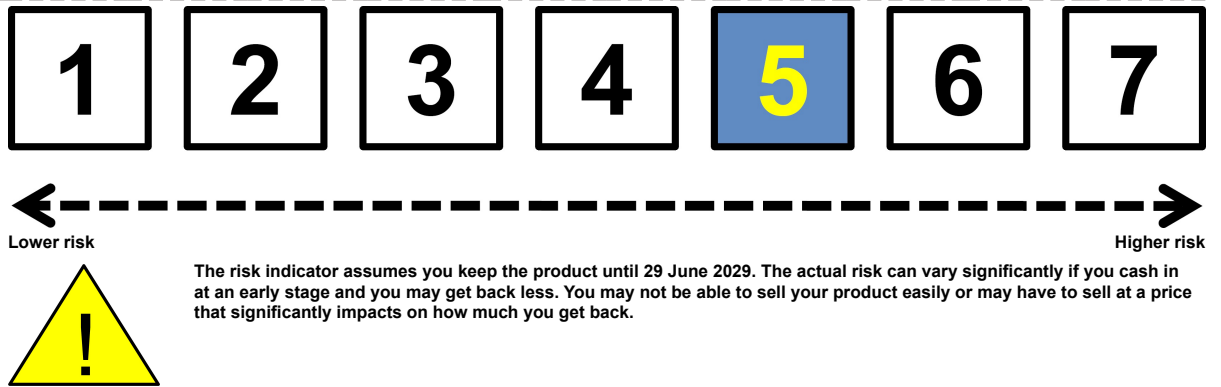 1 2 3 4 5 6 7
Lower risk Higher risk
The risk indicator assumes you keep the product until 29 June 2029. The actual risk can vary significantly if you cash in
at an early stage and you may get back less. You may not be able to sell your product easily or may have to sell at a price
that significantly impacts on how much you get back.
!